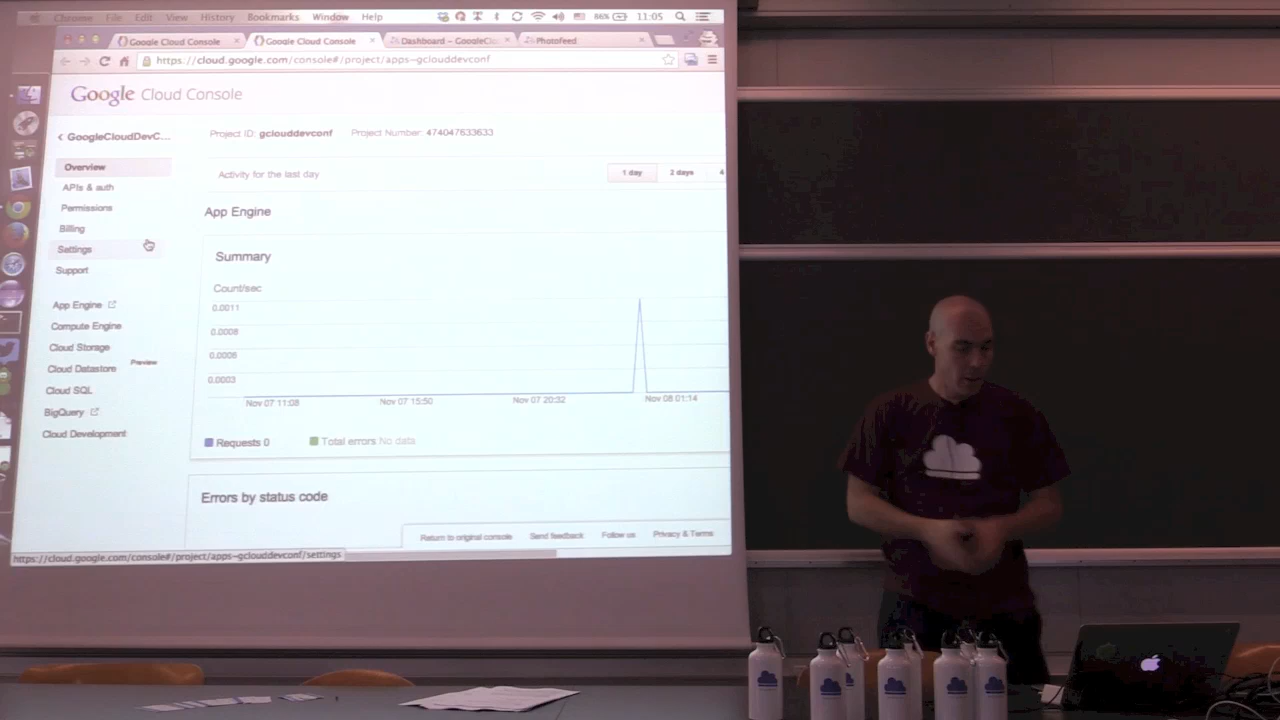 Chrome File Edit View History Bookmarks Window Help 86% 11:05
Google Cloud Console Google Cloud Console Dashboard – GoogleClo PhotoFeed
https://cloud.google.com/console#/project/apps~gclouddevconf
Google Cloud Console
< GoogleCloudDevC... Project ID: gclouddevconf Project Number: 474047633633
Overview
Activity for the last day 1 day 2 days 4
APIs & auth
Permissions
App Engine
Billing
Settings
Summary
Support
Count/sec
0.0011
App Engine
Compute Engine
0.0008
Cloud Storage
0.0006
Cloud Datastore Preview
0.0003
Cloud SQL
Nov 07 11:08 Nov 07 15:50 Nov 07 20:32 Nov 08 01:14
BigQuery
Cloud Development
Requests 0 Total errors No data
Errors by status code
Return to original console Send feedback Follow us Privacy & Terms
https://cloud.google.com/console#/project/apps~gclouddevconf/settings